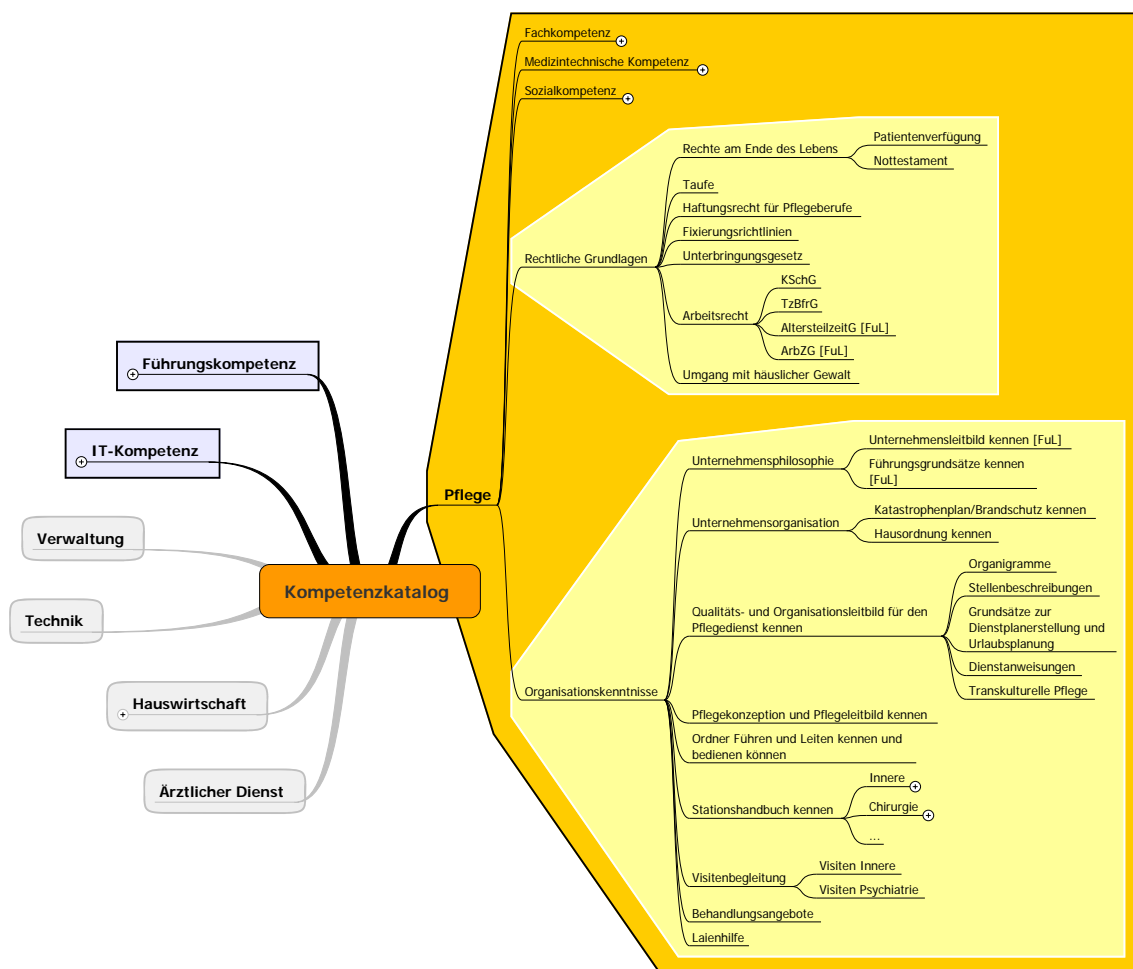 Fachkompetenz
Medizintechnische Kompetenz
Sozialkompetenz
Rechtliche Grundlagen
Rechte am Ende des Lebens
Patientenverfügung
Nottestament
Taufe
Haftungsrecht für Pflegeberufe
Fixierungsrichtlinien
Unterbringungsgesetz
Arbeitsrecht
KSchG
TzBfrG
AltersteilzeitG [FuL]
ArbZG [FuL]
Umgang mit häuslicher Gewalt
Führungskompetenz
IT-Kompetenz
Verwaltung
Technik
Hauswirtschaft
Ärztlicher Dienst
Kompetenzkatalog
Pflege
Organisationskenntnisse
Unternehmensphilosophie
Unternehmensleitbild kennen [FuL]
Führungsgrundsätze kennen
[FuL]
Unternehmensorganisation
Katastrophenplan/Brandschutz kennen
Hausordnung kennen
Qualitäts- und Organisationsleitbild für den
Pflegedienst kennen
Organigramme
Stellenbeschreibungen
Grundsätze zur
Dienstplanerstellung und
Urlaubsplanung
Dienstanweisungen
Transkulturelle Pflege
Pflegekonzeption und Pflegeleitbild kennen
Ordner Führen und Leiten kennen und
bedienen können
Stationshandbuch kennen
Innere
Chirurgie
...
Visitenbegleitung
Visiten Innere
Visiten Psychiatrie
Behandlungsangebote
Laienhilfe